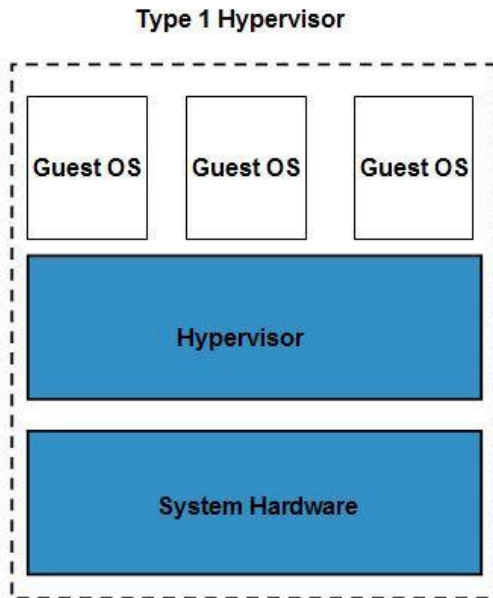 Type 1 Hypervisor
Guest OS Guest OS Guest OS
Hypervisor
System Hardware